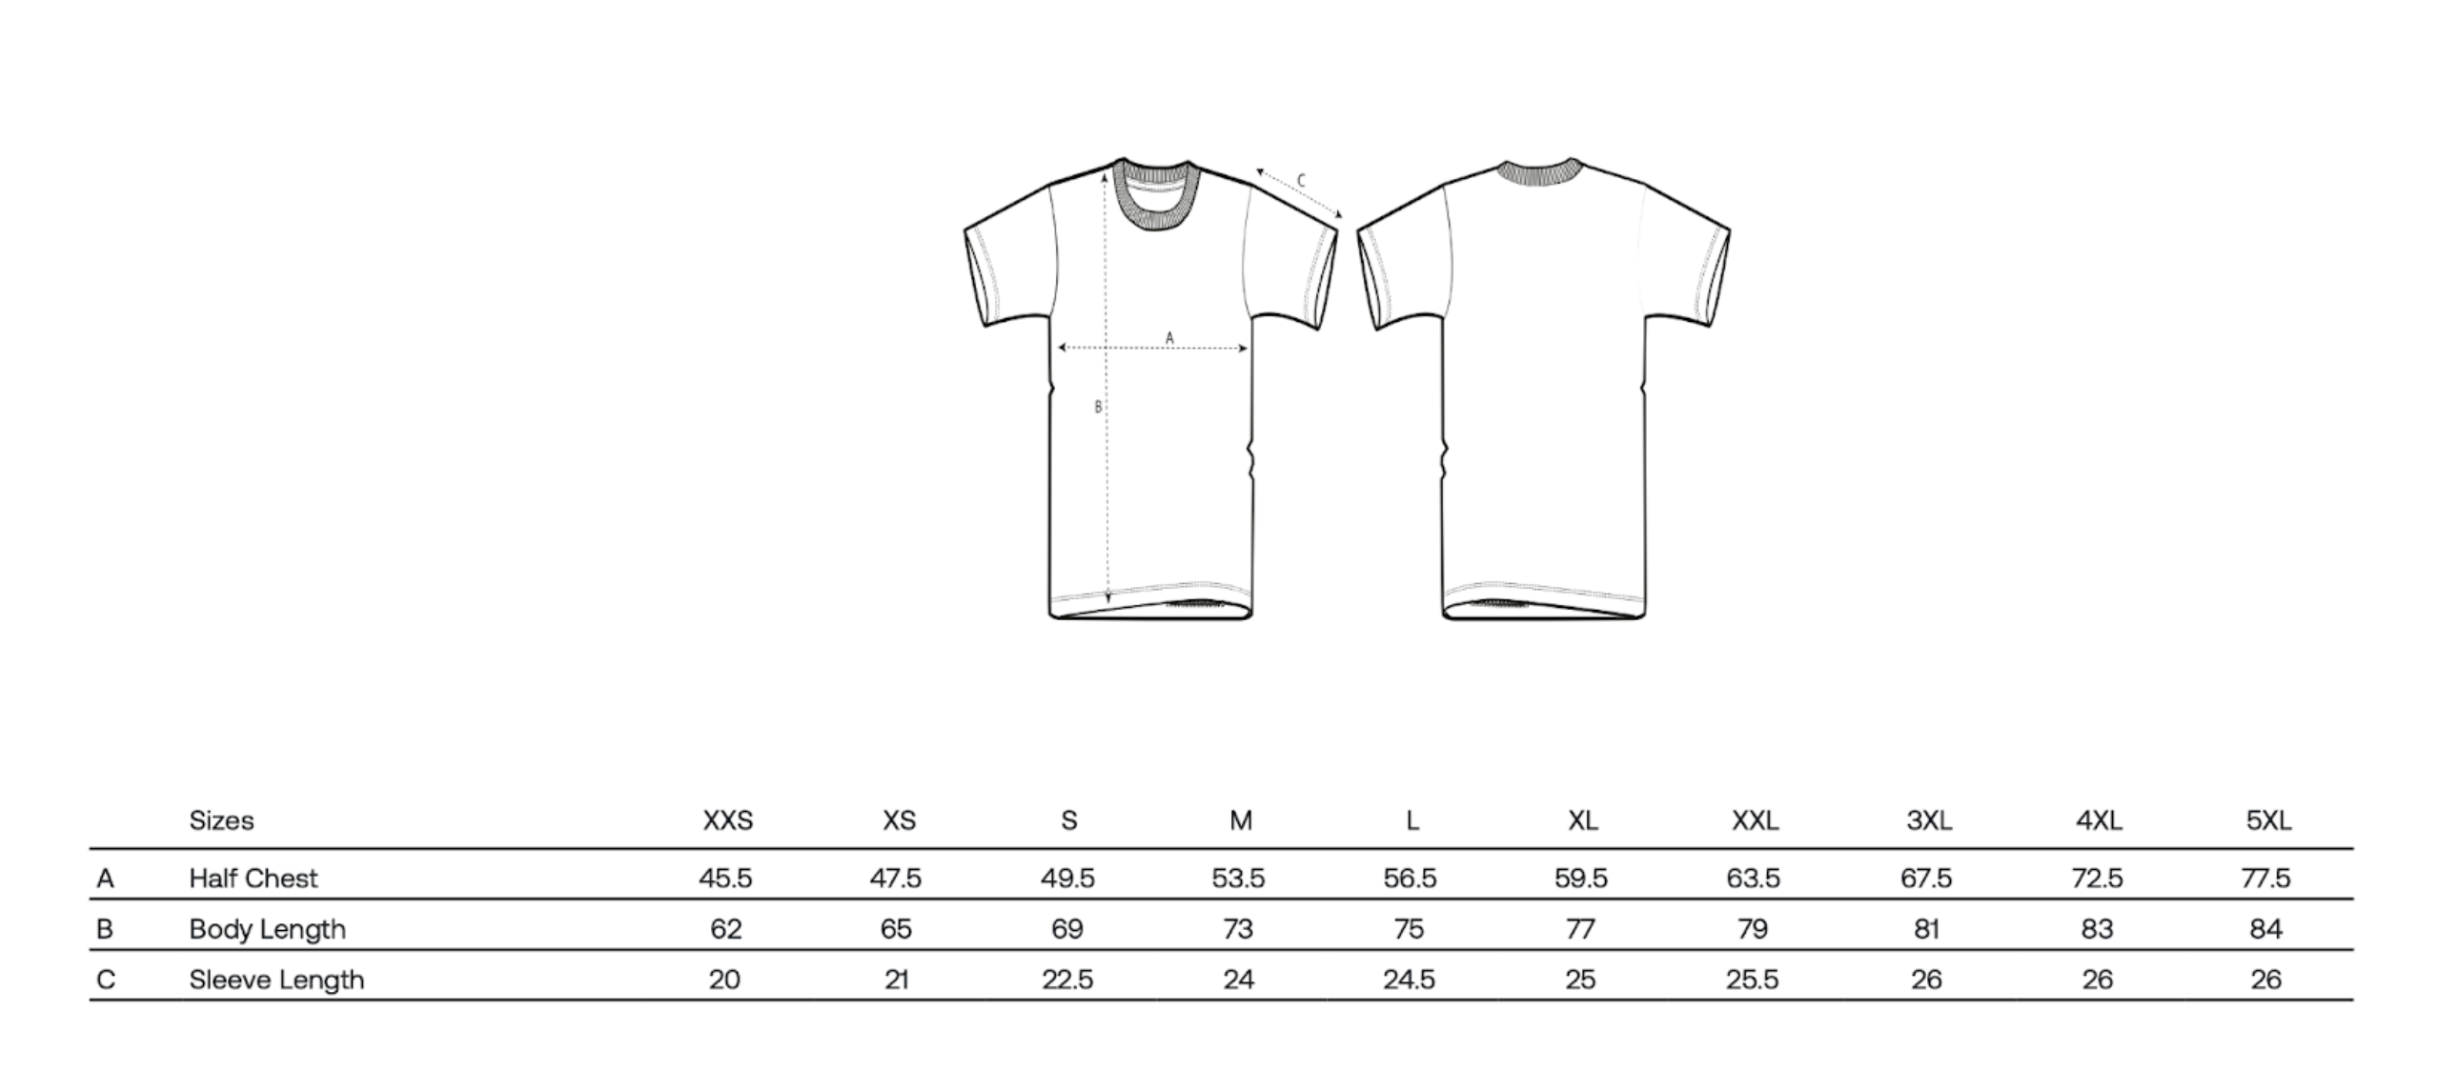 C
A
B
Sizes XXS XS S M L XL XXL 3XL 4XL 5XL
A Half Chest 45.5 47.5 49.5 53.5 56.5 59.5 63.5 67.5 72.5 77.5
B Body Length 62 65 69 73 75 77 79 81 83 84
C Sleeve Length 20 21 22.5 24 24.5 25 25.5 26 26 26